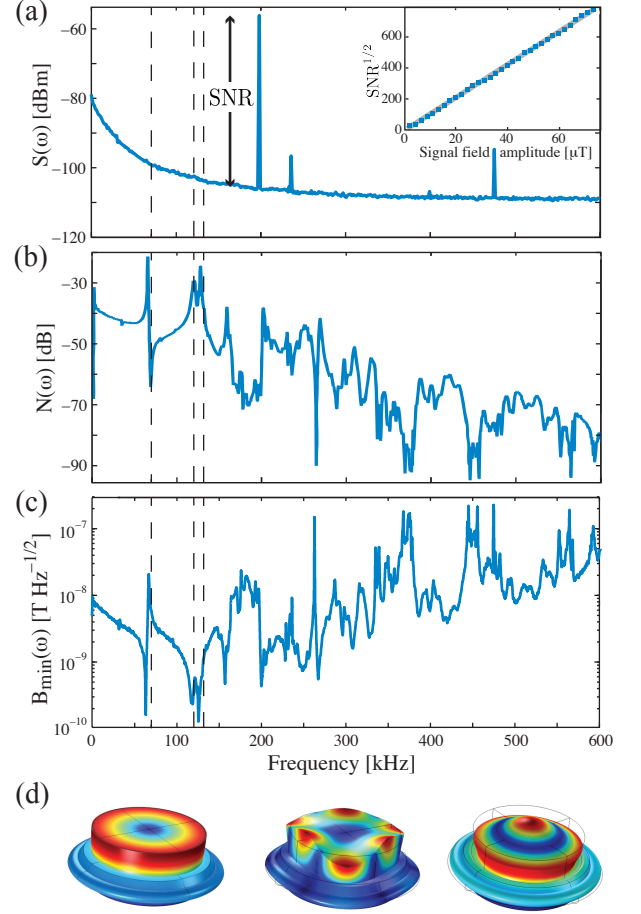 (a)
S(ω) [dBm]
−60
−80
−100
−120
SNR
SNR^1/2
600
400
200
0
0 20 40 60
Signal field amplitude [μT]
(b)
N(ω) [dB]
−30
−50
−70
−90
(c)
B_min(ω) [T Hz^−1/2]
10^−7
10^−8
10^−9
10^−10
0 100 200 300 400 500 600
Frequency [kHz]
(d)